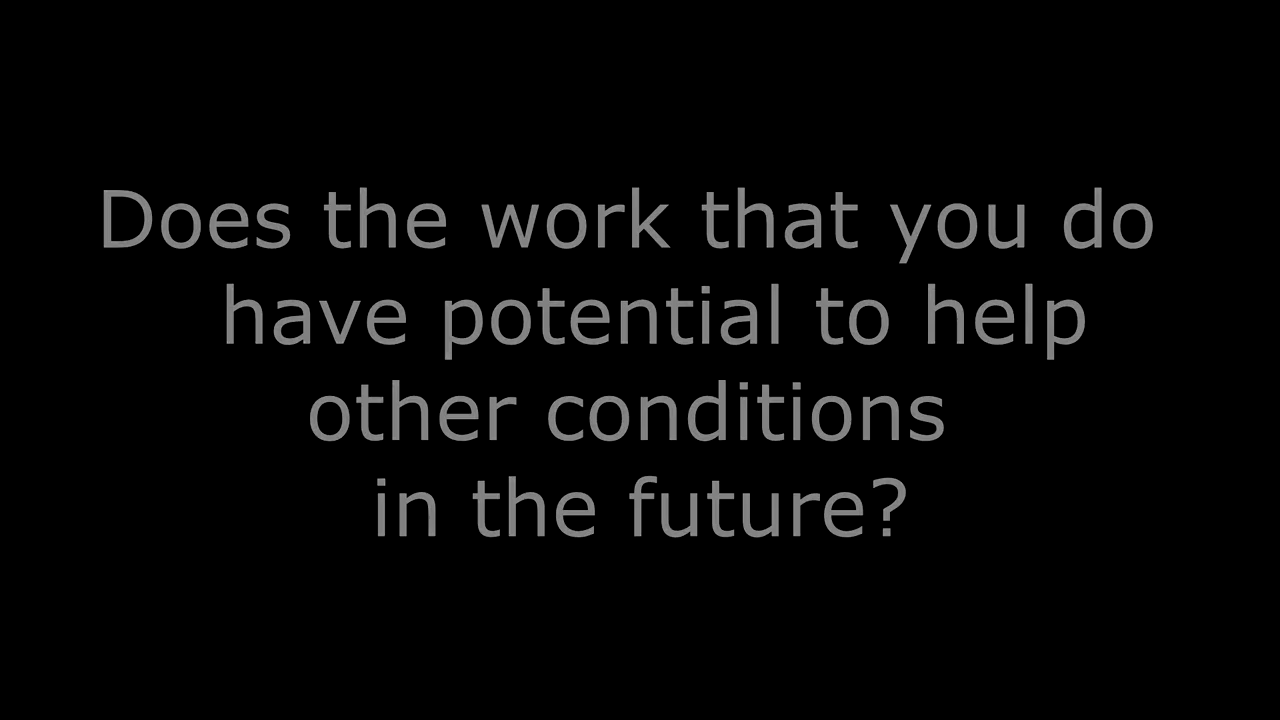 Does the work that you do
have potential to help
other conditions
in the future?